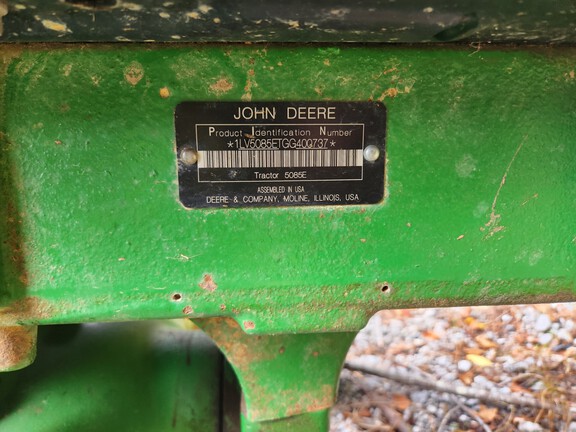 JOHN DEERE
Product Identification Number
*1LV5085ETGG400737*
Tractor 5085E
ASSEMBLED IN USA
DEERE & COMPANY, MOLINE, ILLINOIS, USA